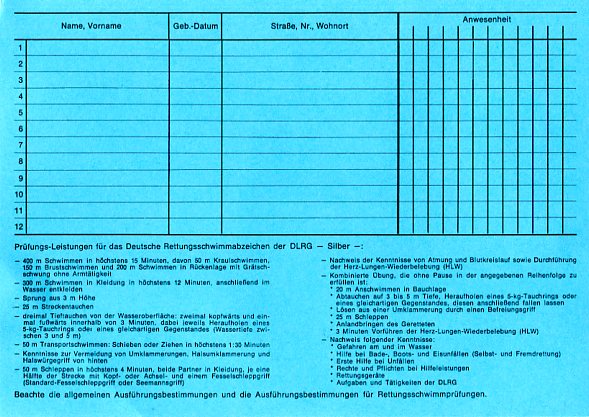 Name, Vorname Geb.-Datum Straße, Nr., Wohnort Anwesenheit
1
2
3
4
5
6
7
8
9
10
11
12
Prüfungs-Leistungen für das Deutsche Rettungsschwimmabzeichen der DLRG — Silber —:
— 400 m Schwimmen in höchstens 15 Minuten, davon 50 m Kraulschwimmen,
150 m Brustschwimmen und 200 m Schwimmen in Rückenlage mit Grätsch-
schwung ohne Armtätigkeit
— 300 m Schwimmen in Kleidung in höchstens 12 Minuten, anschließend im
Wasser entkleiden
— Sprung aus 3 m Höhe
— 25 m Streckentauchen
— dreimal Tieftauchen von der Wasseroberfläche: zweimal kopfwärts und ein-
mal fußwärts innerhalb von 3 Minuten, dabei jeweils Heraufholen eines
5-kg-Tauchrings oder eines gleichartigen Gegenstandes (Wassertiefe zwi-
schen 3 und 5 m)
— 50 m Transportschwimmen: Schieben oder Ziehen in höchstens 1:30 Minuten
— Kenntnisse zur Vermeidung von Umklammerungen, Halsumklammerung und
Halswürgegriff von hinten
— 50 m Schleppen in höchstens 4 Minuten, beide Partner in Kleidung, je eine
Hälfte der Strecke mit Kopf- oder Achsel- und einem Fesselschleppgriff
(Standard-Fesselschleppgriff oder Seemannsgriff)
— Nachweis der Kenntnisse von Atmung und Blutkreislauf sowie Durchführung
der Herz-Lungen-Wiederbelebung (HLW)
— Kombinierte Übung, die ohne Pause in der angegebenen Reihenfolge zu
erfüllen ist:
* 20 m Anschwimmen in Bauchlage
* Abtauchen auf 3 bis 5 m Tiefe, Heraufholen eines 5-kg-Tauchrings oder
eines gleichartigen Gegenstandes, diesen anschließend fallen lassen
* Lösen aus einer Umklammerung durch einen Befreiungsgriff
* 25 m Schleppen
* Anlandbringen des Geretteten
* 3 Minuten Vorführen der Herz-Lungen-Wiederbelebung (HLW)
— Nachweis folgender Kenntnisse:
* Gefahren am und im Wasser
* Hilfe bei Bade-, Boots- und Eisunfällen (Selbst- und Fremdrettung)
* Erste Hilfe bei Unfällen
* Rechte und Pflichten bei Hilfeleistungen
* Rettungsgeräte
* Aufgaben und Tätigkeiten der DLRG
Beachte die allgemeinen Ausführungsbestimmungen und die Ausführungsbestimmungen für Rettungsschwimmprüfungen.